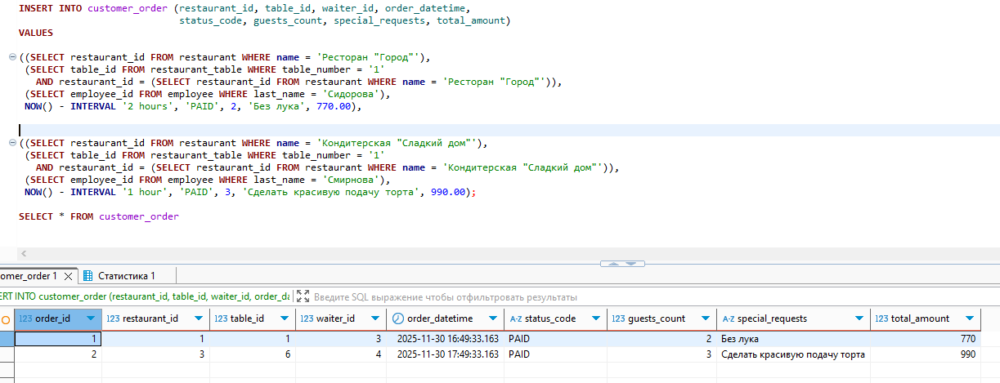 INSERT INTO customer_order (restaurant_id, table_id, waiter_id, order_datetime,
status_code, guests_count, special_requests, total_amount)
VALUES
((SELECT restaurant_id FROM restaurant WHERE name = 'Ресторан "Город"'),
(SELECT table_id FROM restaurant_table WHERE table_number = '1'
AND restaurant_id = (SELECT restaurant_id FROM restaurant WHERE name = 'Ресторан "Город"')),
(SELECT employee_id FROM employee WHERE last_name = 'Сидорова'),
NOW() - INTERVAL '2 hours', 'PAID', 2, 'Без лука', 770.00),
((SELECT restaurant_id FROM restaurant WHERE name = 'Кондитерская "Сладкий дом"'),
(SELECT table_id FROM restaurant_table WHERE table_number = '1'
AND restaurant_id = (SELECT restaurant_id FROM restaurant WHERE name = 'Кондитерская "Сладкий дом"')),
(SELECT employee_id FROM employee WHERE last_name = 'Смирнова'),
NOW() - INTERVAL '1 hour', 'PAID', 3, 'Сделать красивую подачу торта', 990.00);
SELECT * FROM customer_order
omer_order 1 Статистика 1
ERT INTO customer_order (restaurant_id, table_id, waiter_id, order_da Введите SQL выражение чтобы отфильтровать результаты
123 order_id 123 restaurant_id 123 table_id 123 waiter_id order_datetime A-Z status_code 123 guests_count A-Z special_requests 123 total_amount
1 1 1 3 2025-11-30 16:49:33.163 PAID 2 Без лука 770
2 3 6 4 2025-11-30 17:49:33.163 PAID 3 Сделать красивую подачу торта 990